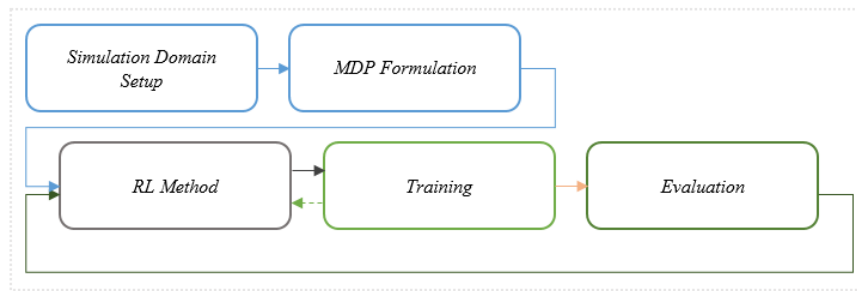 Simulation Domain
Setup
MDP Formulation
RL Method
Training
Evaluation